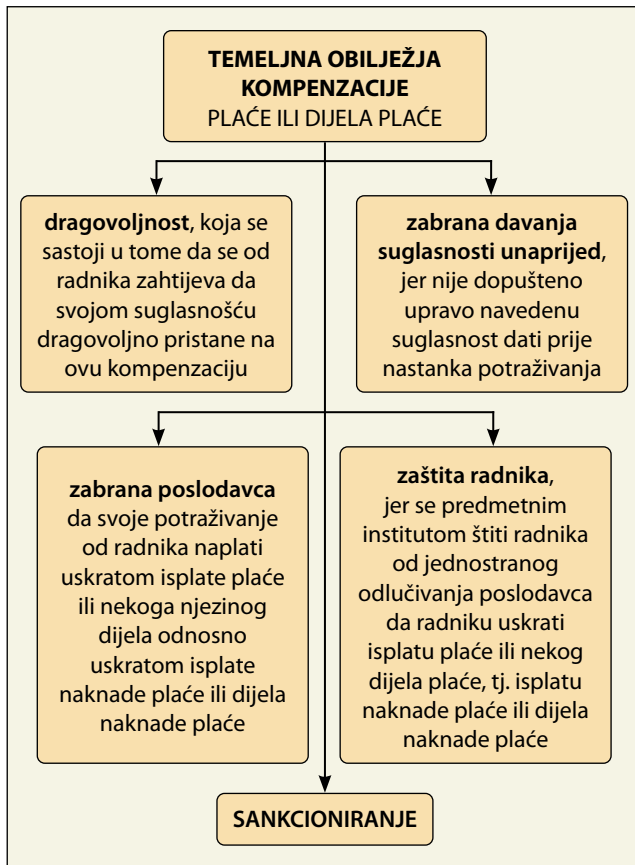 TEMELJNA OBILJEŽJA
KOMPENZACIJE
PLAĆE ILI DIJELA PLAĆE
dragovoljnost, koja se
sastoji u tome da se od
radnika zahtijeva da
svojom suglasnošću
dragovoljno pristane na
ovu kompenzaciju
zabrana davanja
suglasnosti unaprijed,
jer nije dopušteno
upravo navedenu
suglasnost dati prije
nastanka potraživanja
zabrana poslodavca
da svoje potraživanje
od radnika naplati
uskratom isplate plaće
ili nekoga njezinog
dijela odnosno
uskratom isplate
naknade plaće ili dijela
naknade plaće
zaštita radnika,
jer se predmetnim
institutom štiti radnika
od jednostranog
odlučivanja poslodavca
da radniku uskrati
isplatu plaće ili nekog
dijela plaće, tj. isplatu
naknade plaće ili dijela
naknade plaće
SANKCIONIRANJE